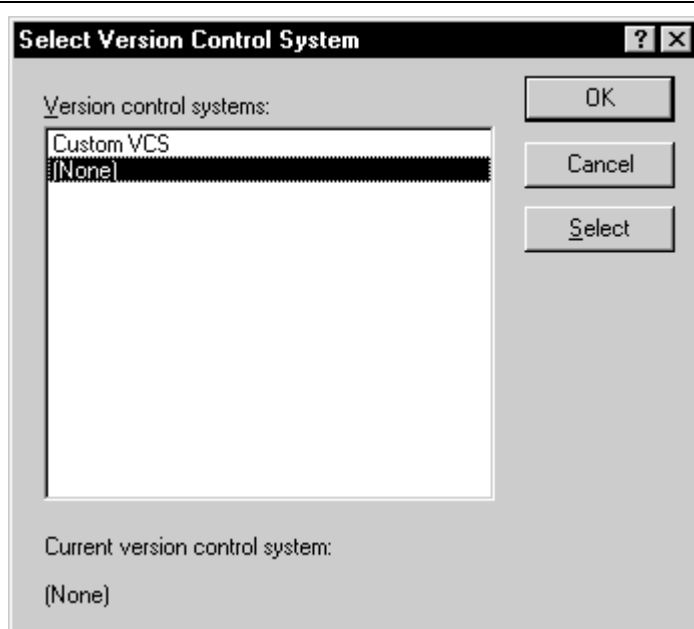 Select Version Control System
Version control systems:
Custom VCS
(None)
OK
Cancel
Select
Current version control system:
(None)